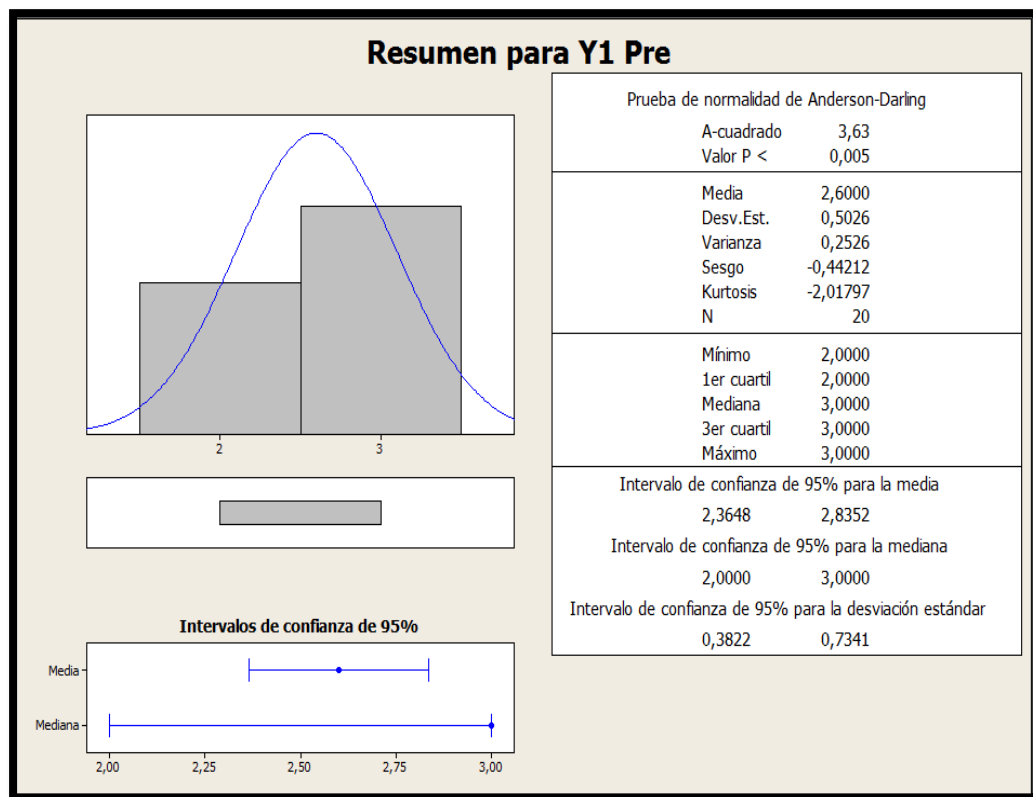 Resumen para Y1 Pre
2 3
Intervalos de confianza de 95%
Media
Mediana
2,00 2,25 2,50 2,75 3,00
Prueba de normalidad de Anderson-Darling
A-cuadrado 3,63
Valor P < 0,005
Media 2,6000
Desv.Est. 0,5026
Varianza 0,2526
Sesgo -0,44212
Kurtosis -2,01797
N 20
Mínimo 2,0000
1er cuartil 2,0000
Mediana 3,0000
3er cuartil 3,0000
Máximo 3,0000
Intervalo de confianza de 95% para la media
2,3648 2,8352
Intervalo de confianza de 95% para la mediana
2,0000 3,0000
Intervalo de confianza de 95% para la desviación estándar
0,3822 0,7341